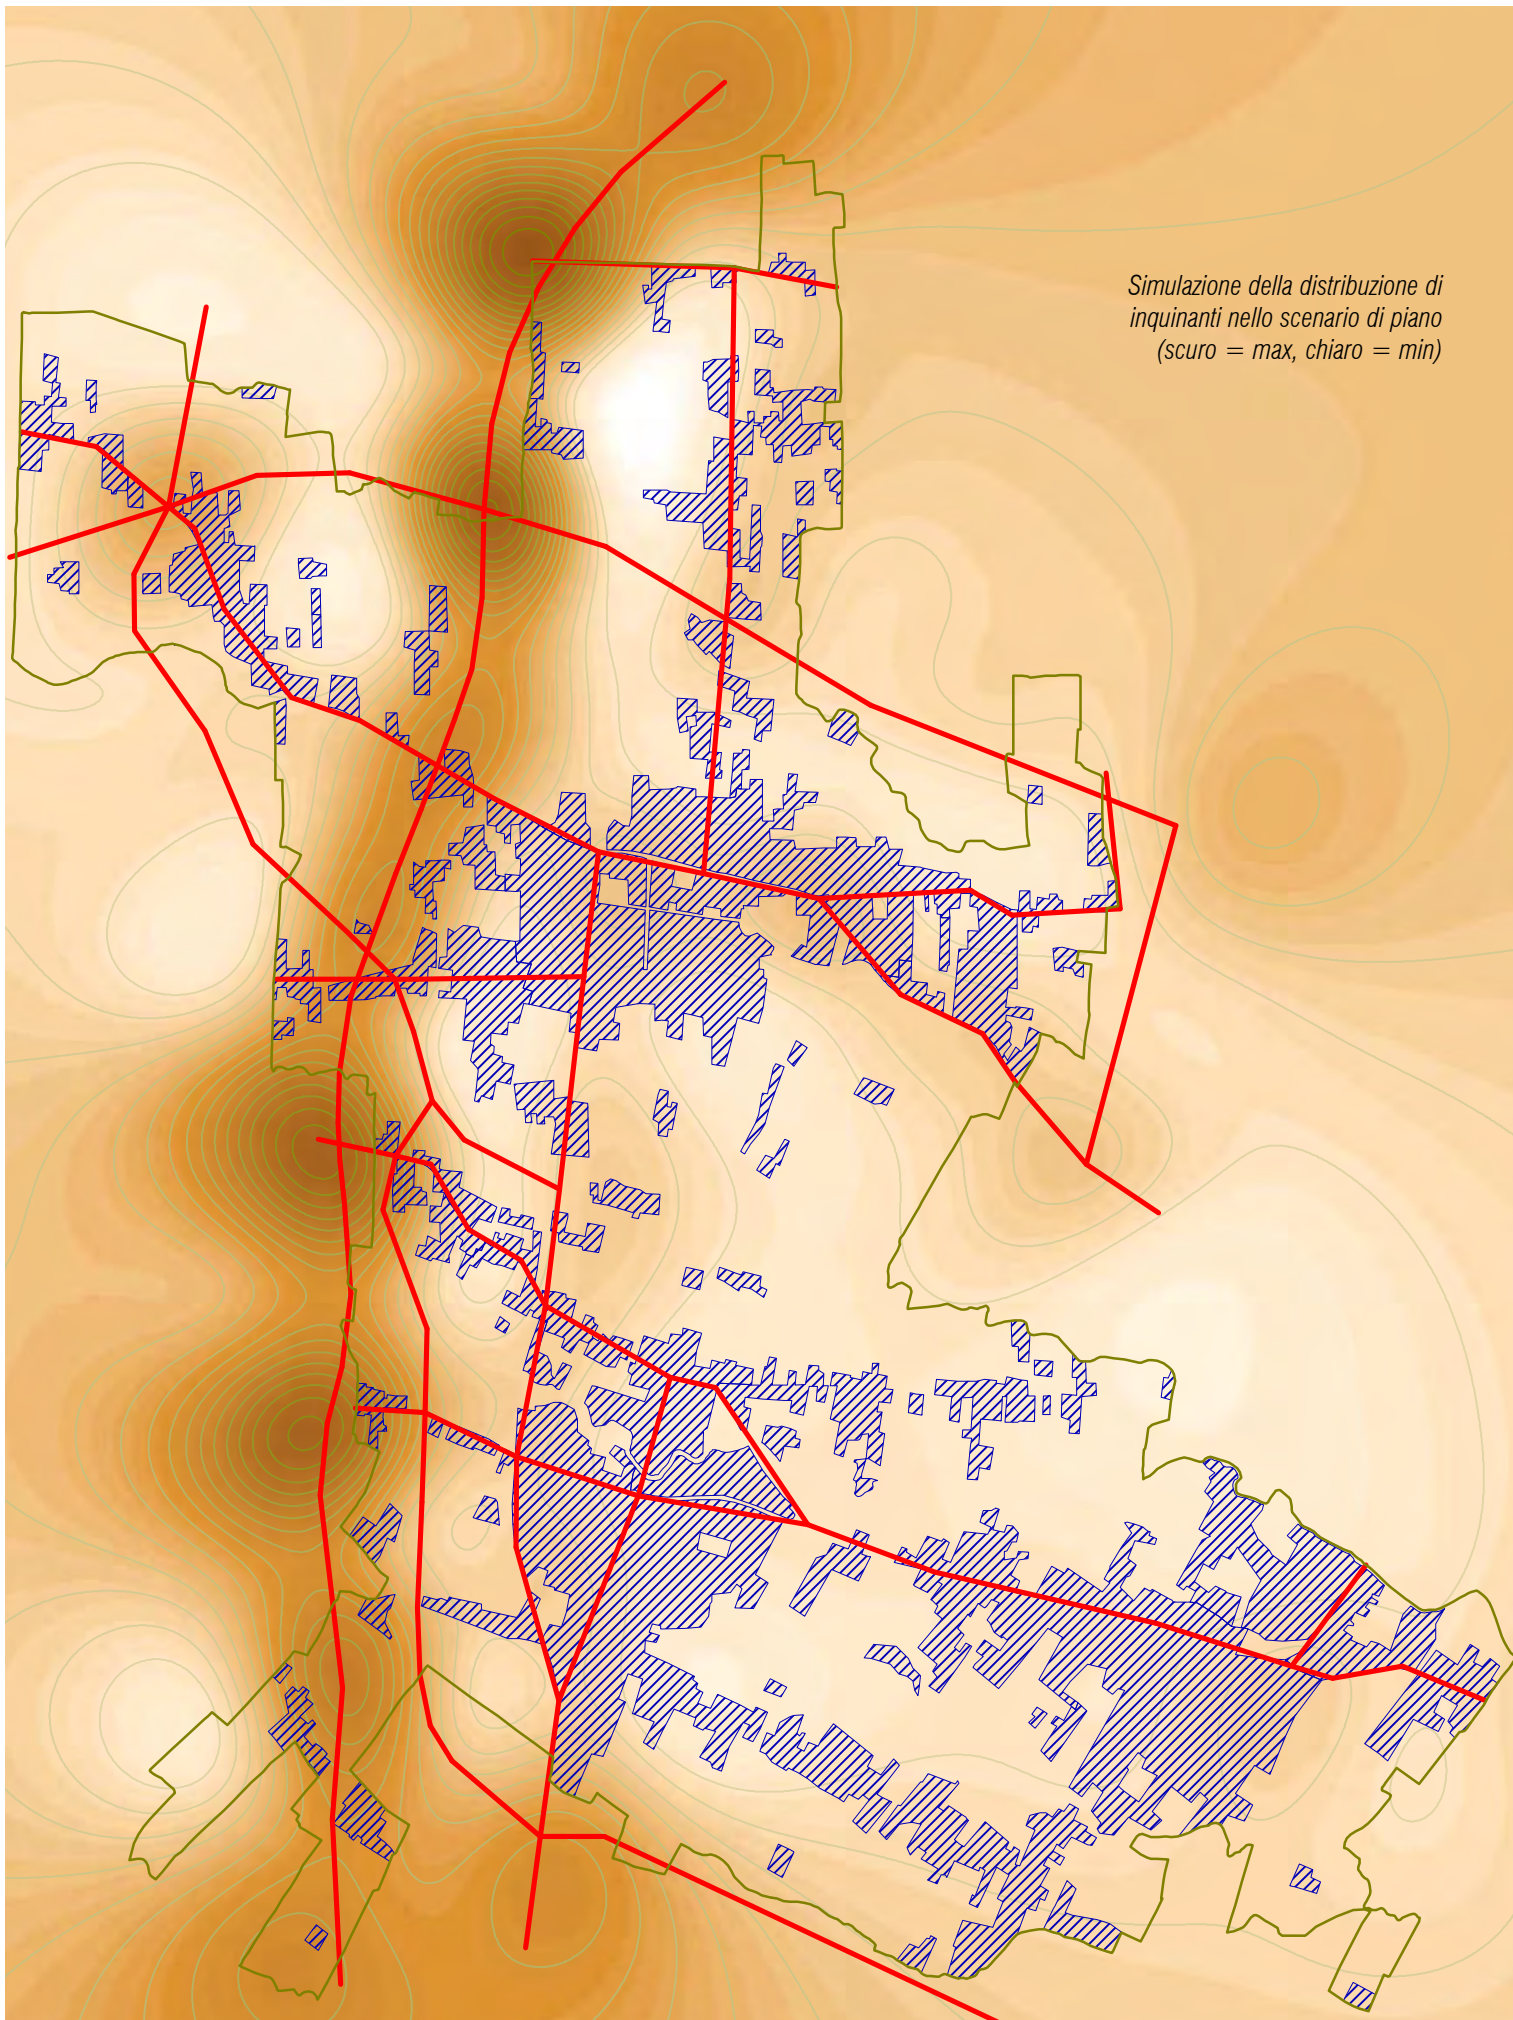 Simulazione della distribuzione di
inquinanti nello scenario di piano
(scuro = max, chiaro = min)